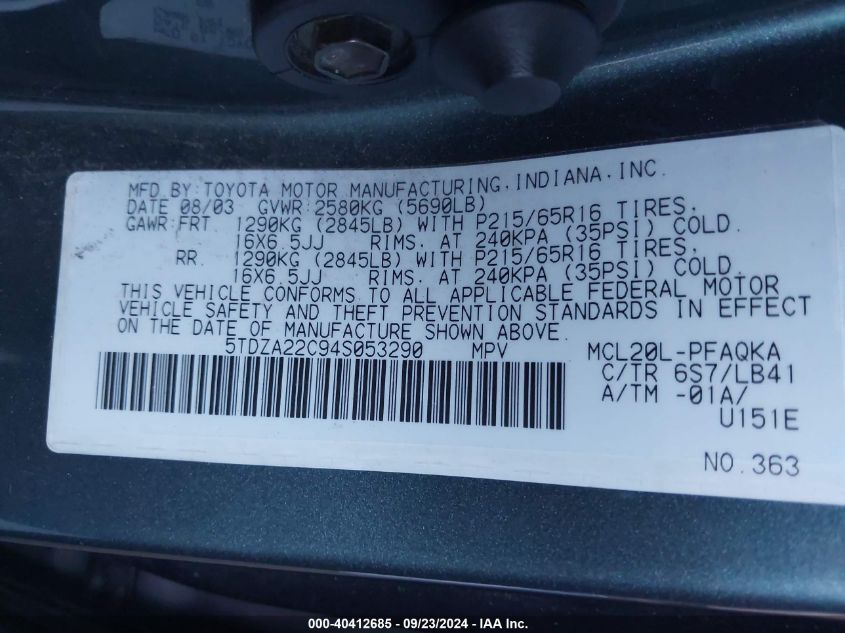 MFD.BY:TOYOTA MOTOR MANUFACTURING,INDIANA,INC.
DATE 08/03 GVWR:2580KG (5690LB)
GAWR:FRT. 1290KG (2845LB) WITH P215/65R16 TIRES,
16X6.5JJ RIMS. AT 240KPA (35PSI) COLD.
RR. 1290KG (2845LB) WITH P215/65R16 TIRES,
16X6.5JJ RIMS. AT 240KPA (35PSI) COLD.
THIS VEHICLE CONFORMS TO ALL APPLICABLE FEDERAL MOTOR
VEHICLE SAFETY AND THEFT PREVENTION STANDARDS IN EFFECT
ON THE DATE OF MANUFACTURE SHOWN ABOVE.
5TDZA22C94S053290 MPV MCL20L-PFAQKA
C/TR 6S7/LB41
A/TM -01A/
U151E
NO.363
000-40412685 - 09/23/2024 - www.iaai.com